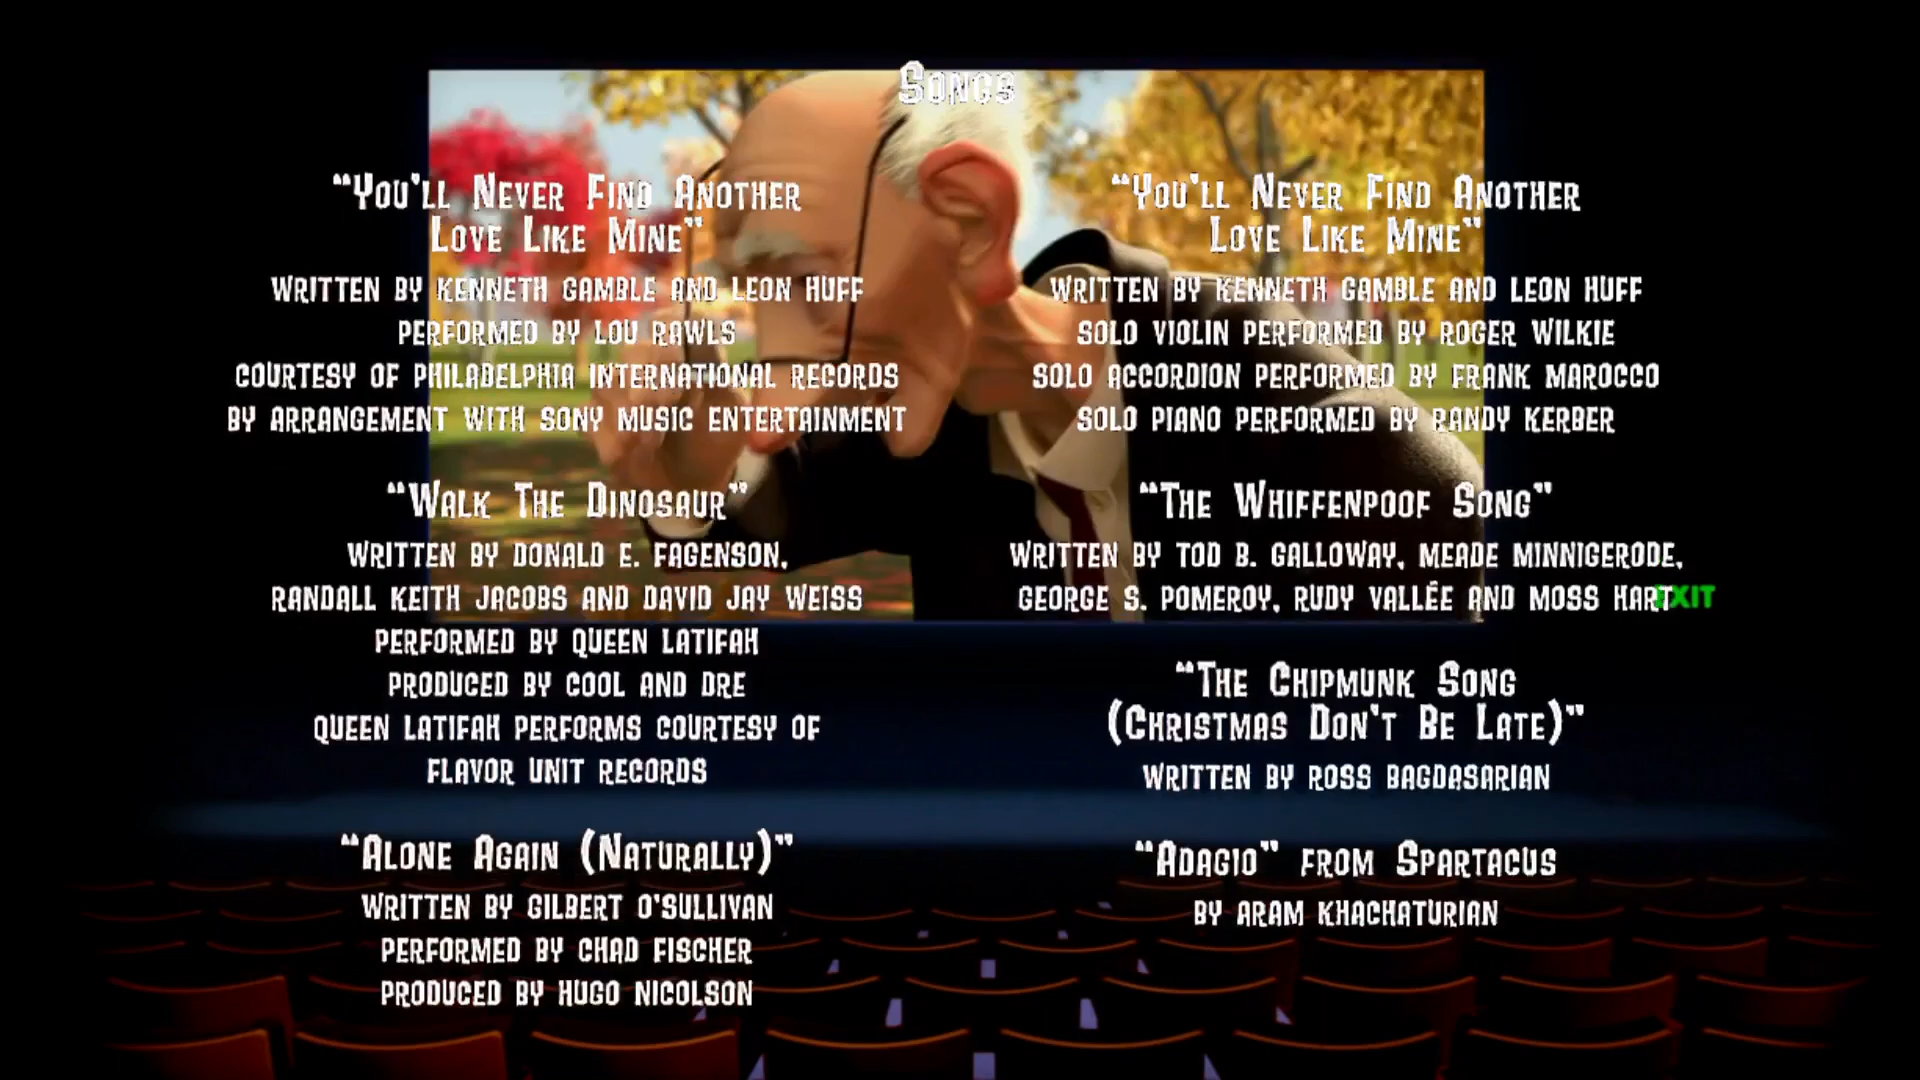 Songs
"You'll Never Find Another
Love Like Mine"
written by Kenneth Gamble and Leon Huff
performed by Lou Rawls
courtesy of Philadelphia International Records
by arrangement with Sony Music Entertainment
"Walk The Dinosaur"
written by Donald E. Fagenson,
Randall Keith Jacobs and David Jay Weiss
performed by Queen Latifah
produced by Cool and Dre
Queen Latifah performs courtesy of
Flavor Unit Records
"Alone Again (Naturally)"
written by Gilbert O'Sullivan
performed by Chad Fischer
produced by Hugo Nicolson
"You'll Never Find Another
Love Like Mine"
written by Kenneth Gamble and Leon Huff
solo violin performed by Roger Wilkie
solo accordion performed by Frank Marocco
solo piano performed by Randy Kerber
"The Whiffenpoof Song"
written by Tod B. Galloway, Meade Minnigerode,
George S. Pomeroy, Rudy Vallée and Moss Hart
EXIT
"The Chipmunk Song
(Christmas Don't Be Late)"
written by Ross Bagdasarian
"Adagio" from Spartacus
by Aram Khachaturian